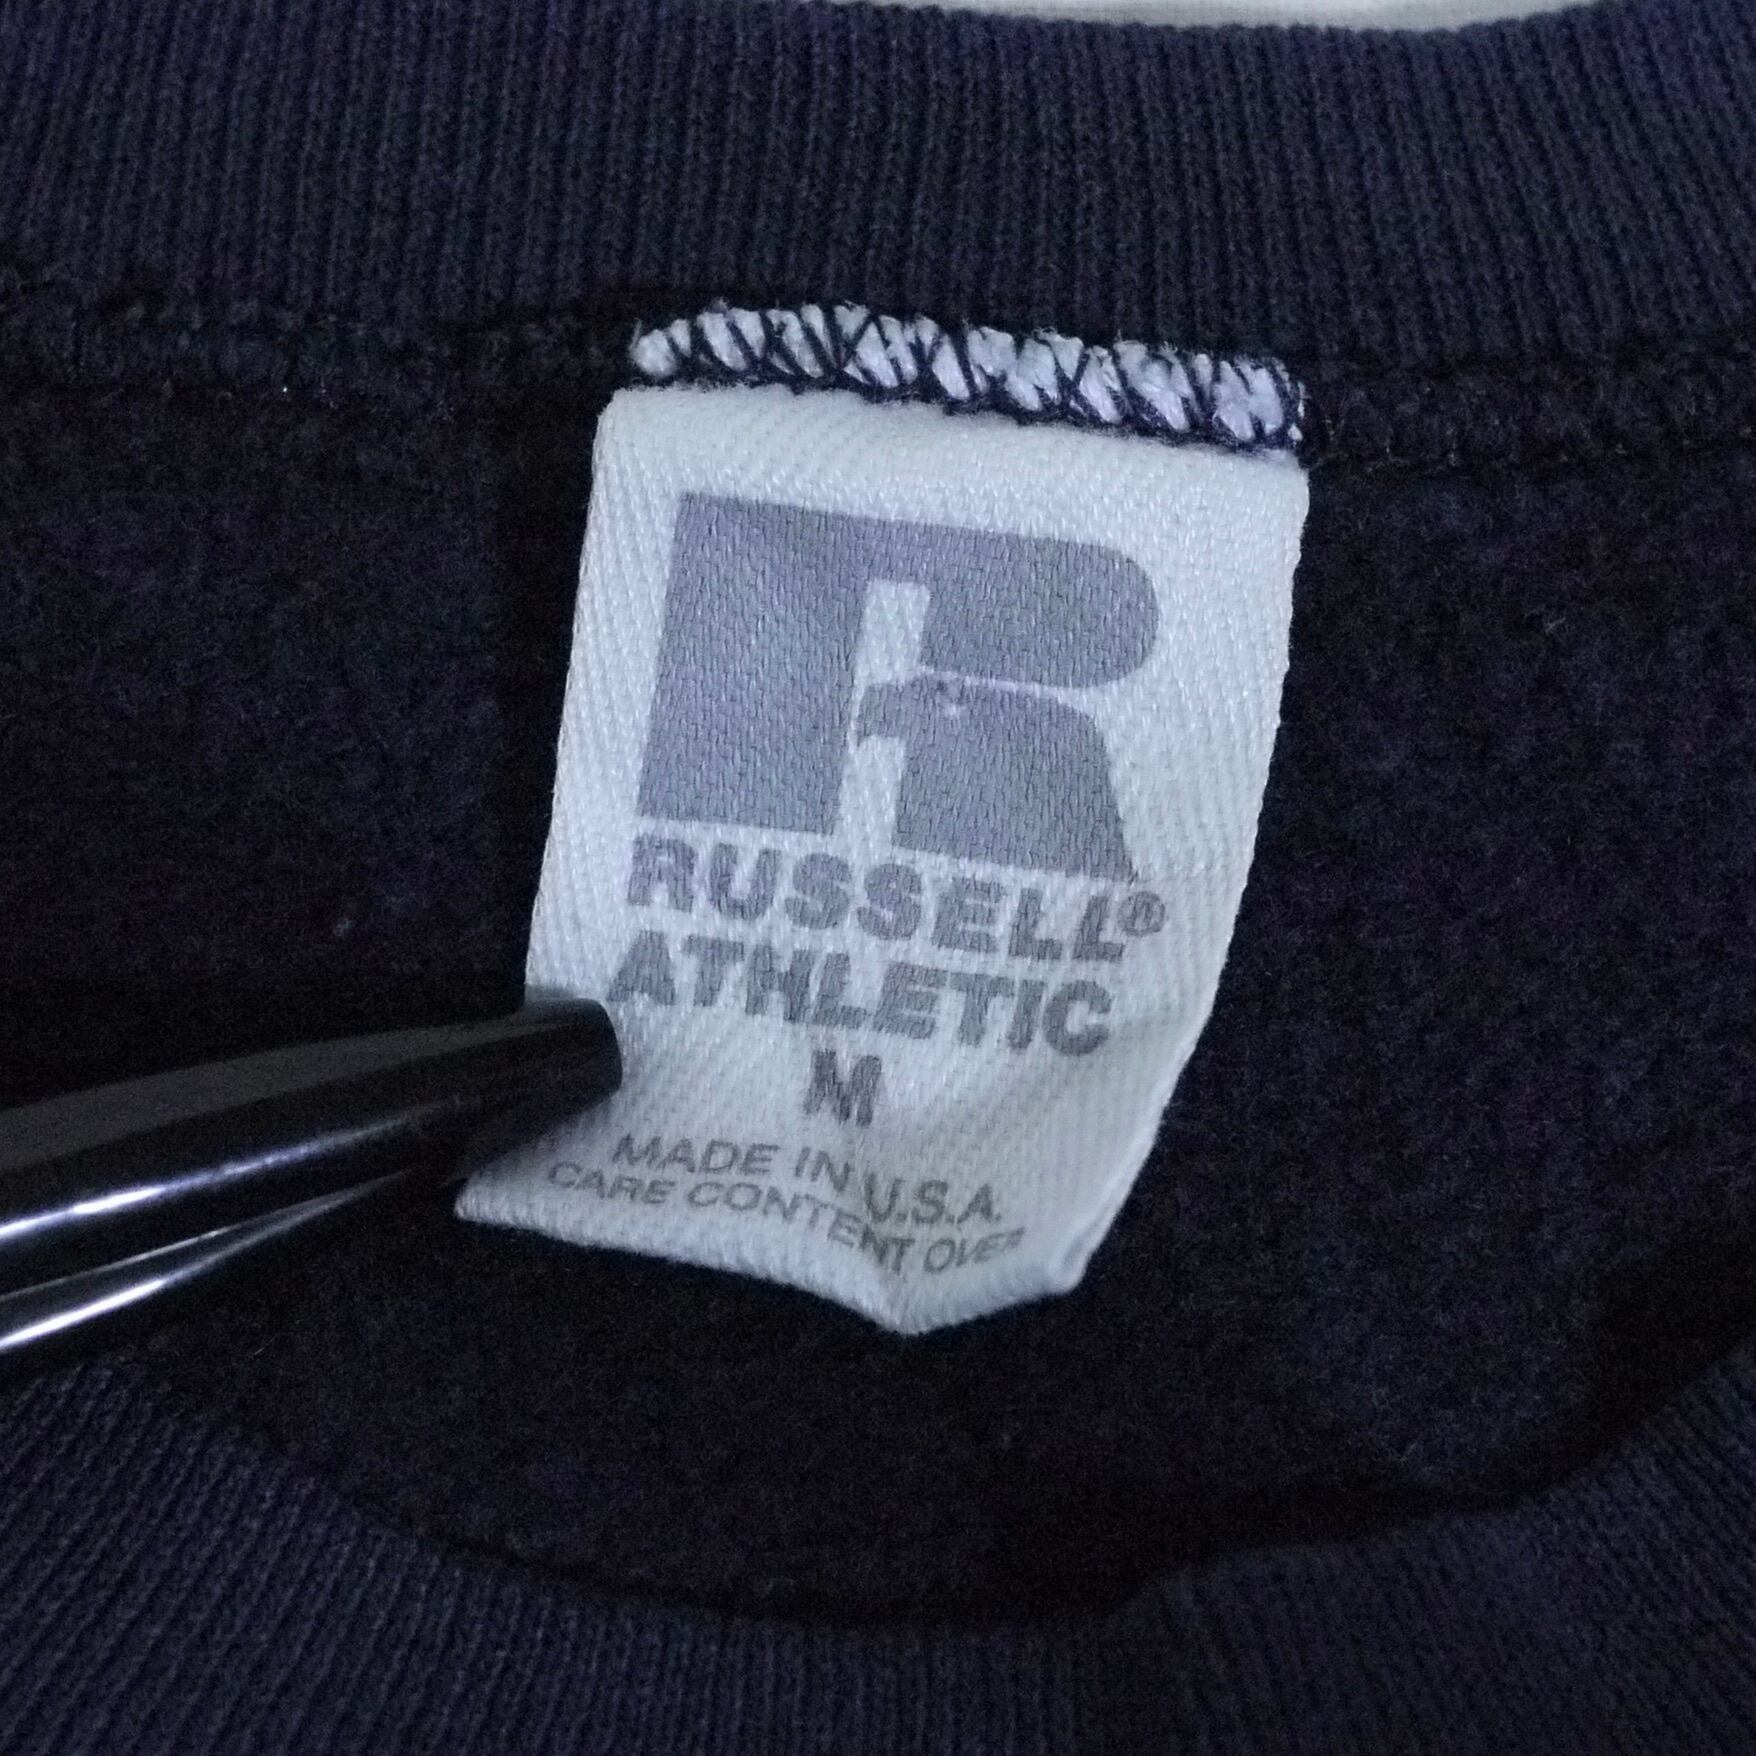 R
RUSSELL®
ATHLETIC
M
MADE IN U.S.A.
CARE CONTENT OVER